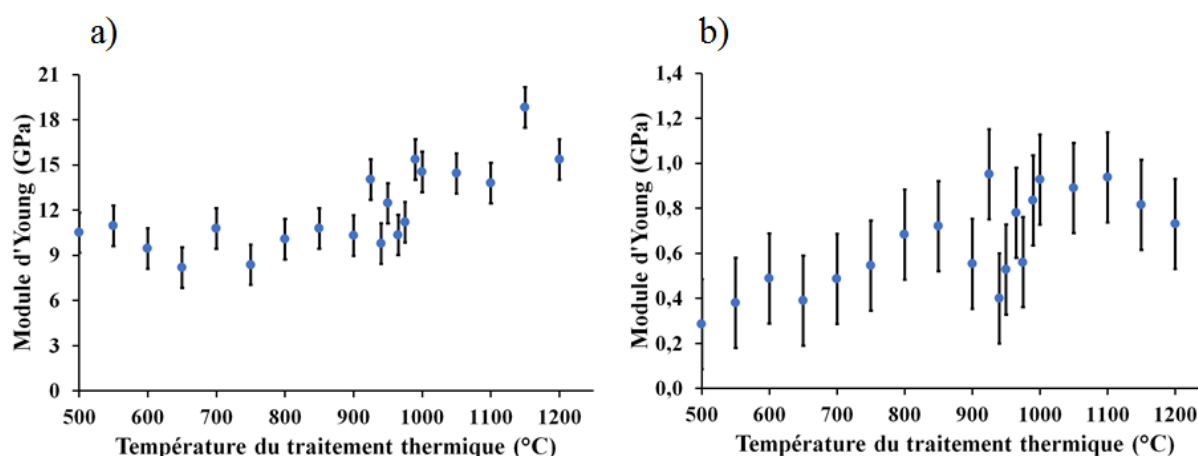 a)
21
18
15
12
9
6
3
0
Module d'Young (GPa)
500 600 700 800 900 1000 1100 1200
Température du traitement thermique (°C)
b)
1,4
1,2
1,0
0,8
0,6
0,4
0,2
0,0
Module d'Young (GPa)
500 600 700 800 900 1000 1100 1200
Température du traitement thermique (°C)